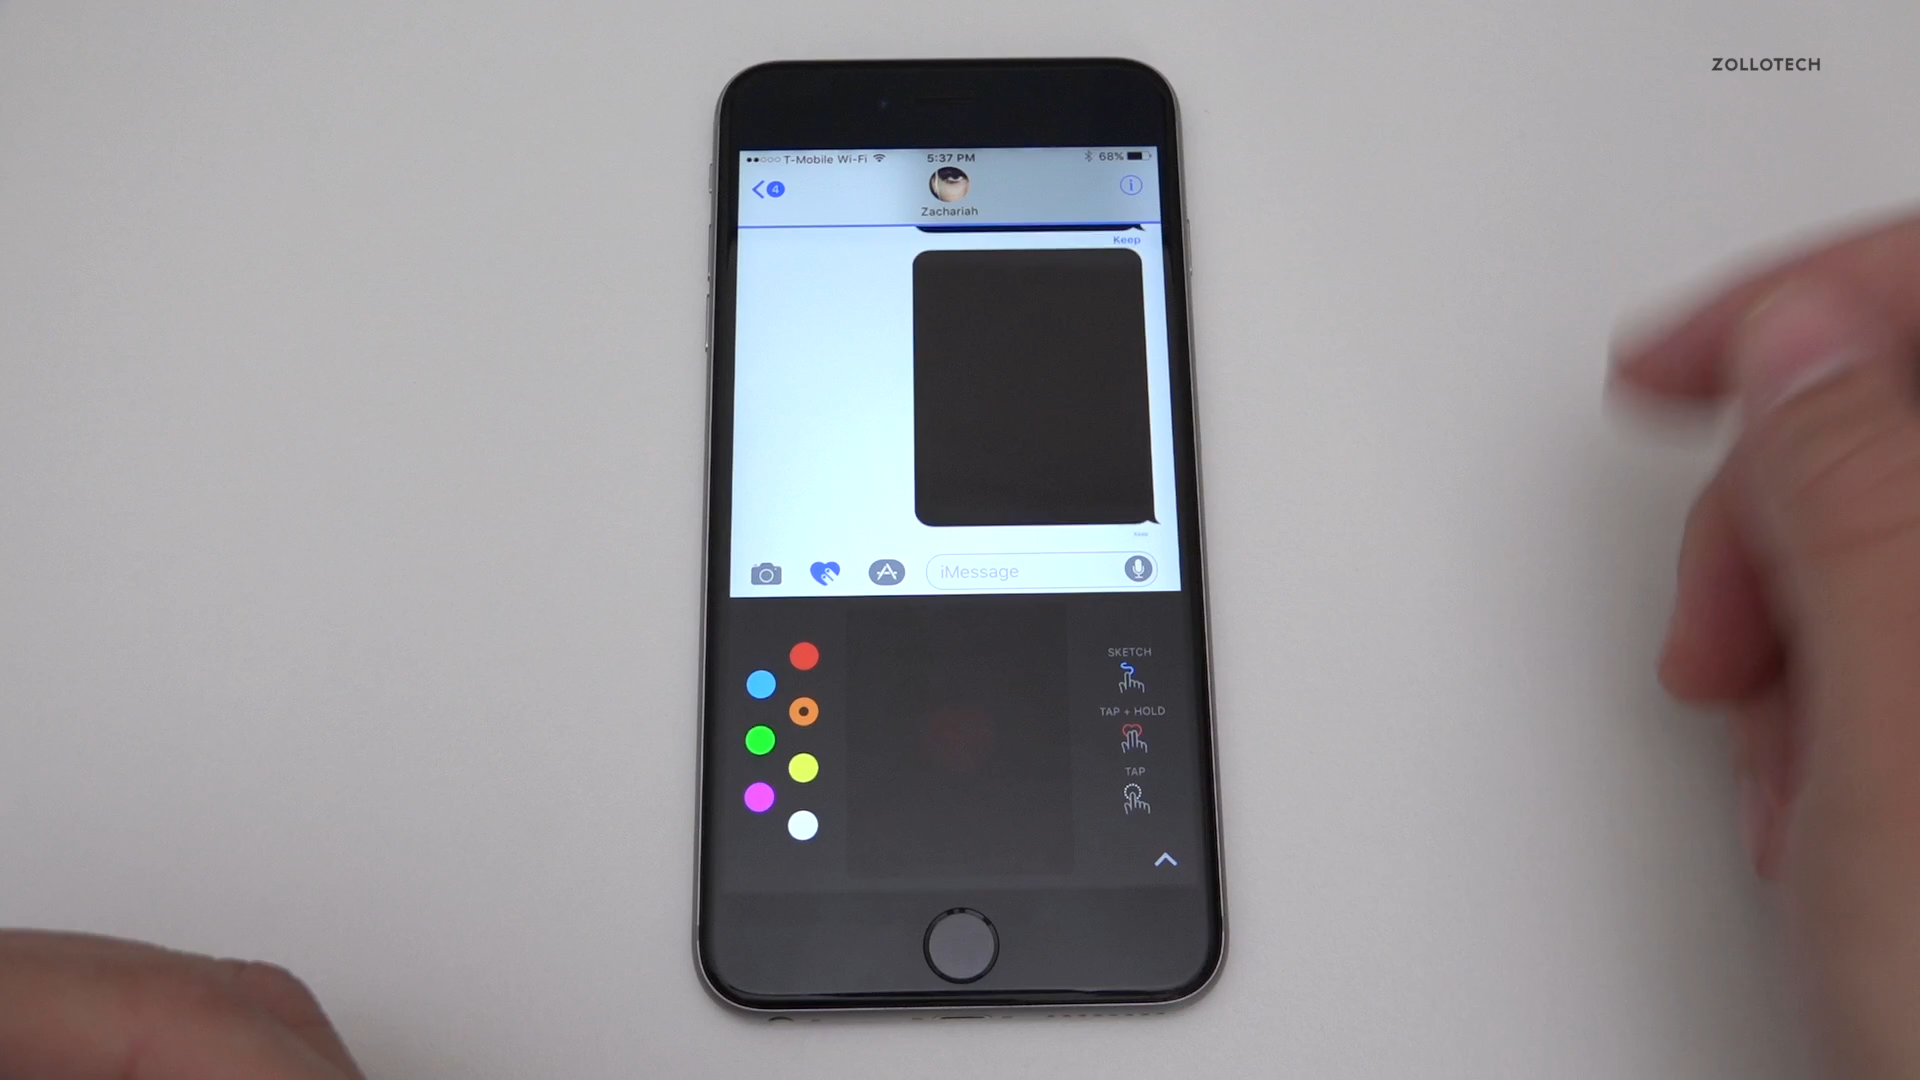 ZOLLOTECH
T-Mobile Wi-Fi
5:37 PM
68%
4
Zachariah
Keep
iMessage
SKETCH
TAP + HOLD
TAP